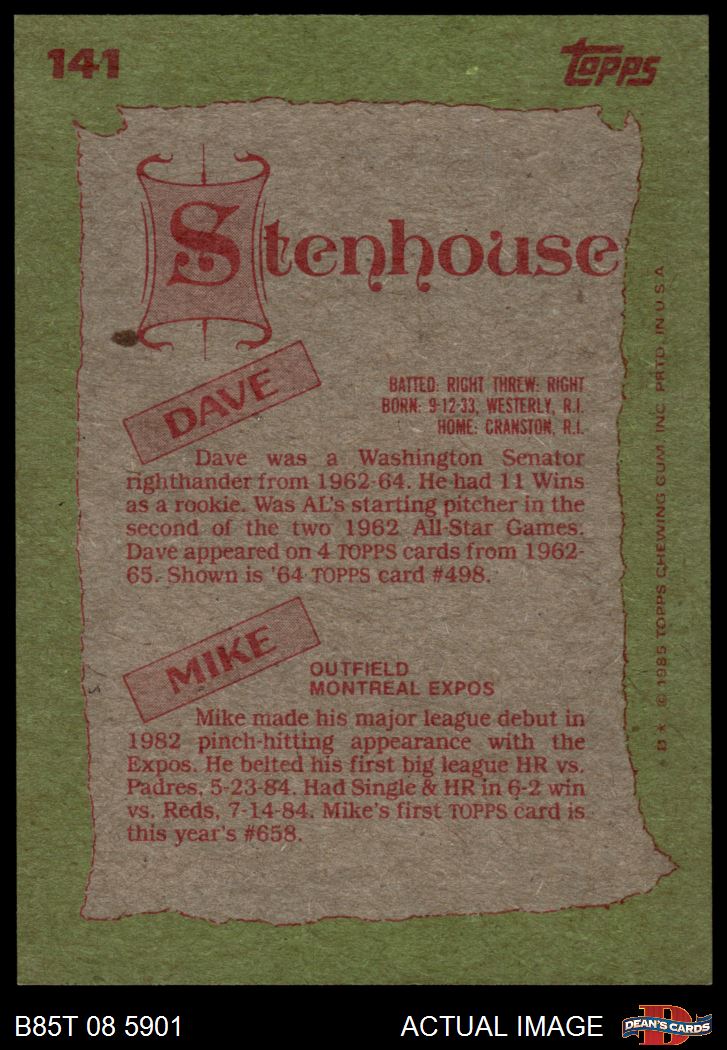 141
Topps
Stenhouse
DAVE
BATTED: RIGHT THREW: RIGHT
BORN: 9-12-33, WESTERLY, R.I.
HOME: CRANSTON, R.I.
Dave was a Washington Senator
righthander from 1962-64. He had 11 Wins
as a rookie. Was AL's starting pitcher in the
second of the two 1962 All-Star Games.
Dave appeared on 4 TOPPS cards from 1962-
65. Shown is '64 TOPPS card #498.
MIKE
OUTFIELD
MONTREAL EXPOS
Mike made his major league debut in
1982 pinch-hitting appearance with the
Expos. He belted his first big league HR vs.
Padres, 5-23-84. Had Single & HR in 6-2 win
vs. Reds, 7-14-84. Mike's first TOPPS card is
this year's #658.
* B * © 1985 TOPPS CHEWING GUM INC. PRTD. IN U.S.A.
B85T 08 5901
ACTUAL IMAGE
D
DEAN'S CARDS